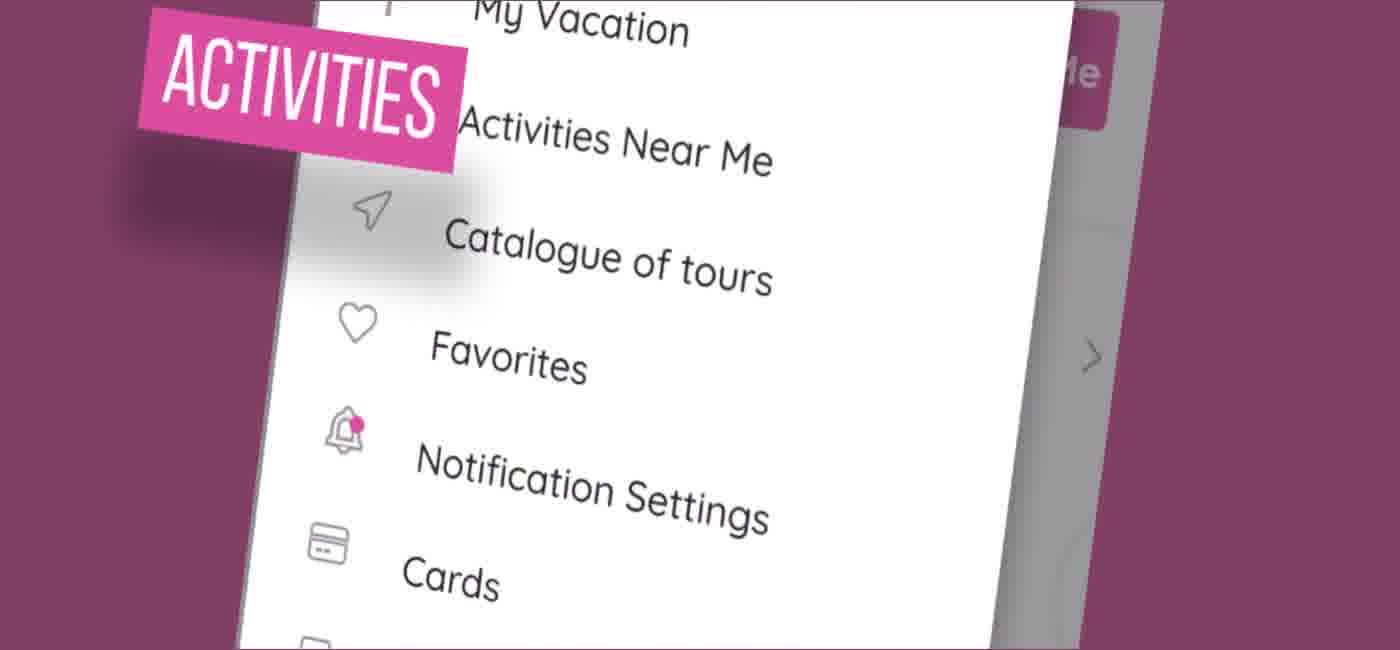 My Vacation
ACTIVITIES
Activities Near Me
Catalogue of tours
Favorites
Notification Settings
Cards